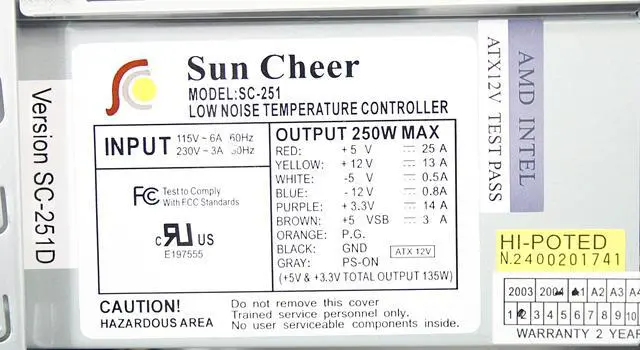 Sun Cheer
MODEL:SC-251
LOW NOISE TEMPERATURE CONTROLLER
INPUT 115V ~ 6A 60Hz
230V ~ 3A 50Hz
FC Test to Comply
With FCC Standards
c RU US
E197555
OUTPUT 250W MAX
RED: +5 V 25 A
YELLOW: +12 V 13 A
WHITE: -5 V 0.5A
BLUE: -12 V 0.8A
PURPLE: +3.3V 14 A
BROWN: +5 VSB 3 A
ORANGE: P.G.
BLACK: GND
GRAY: PS-ON
ATX 12V
(+5V & +3.3V TOTAL OUTPUT 135W)
CAUTION!
HAZARDOUS AREA
Do not remove this cover
Trained service personnel only.
No user serviceable components inside.
Version SC-251D
ATX12V TEST PASS
AMD INTEL
HI-POTED
N.2400201741
2003 2004 A1 A2 A3 A4
1 2 3 4 5 6 7 8 9 10
WARRANTY 2 YEA